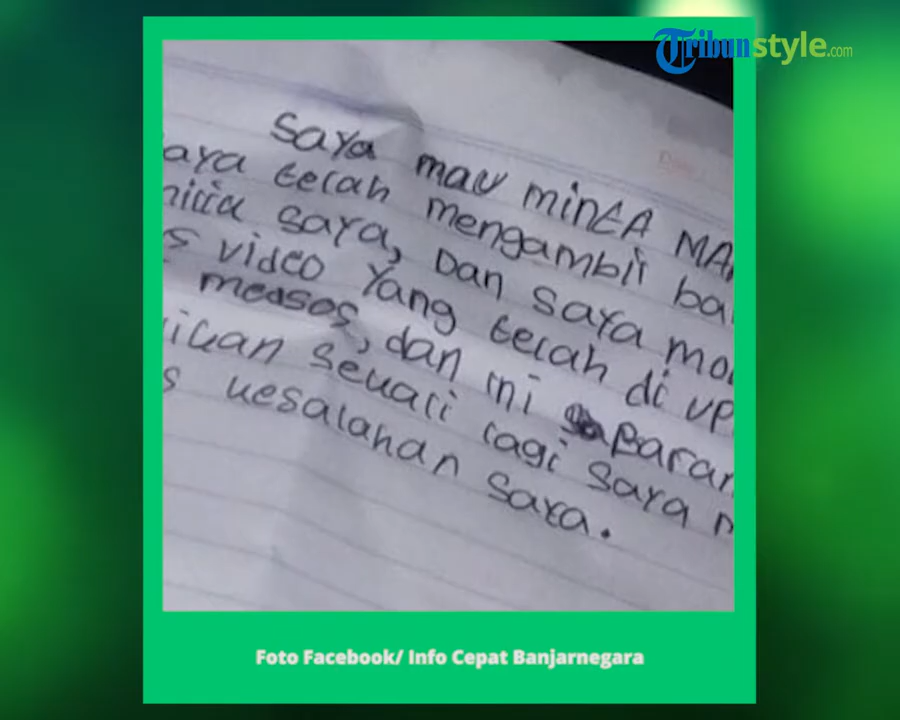 Tribunstyle.com
Saya mau minta MA
aya telah mengambil ba
milik saya, Dan saya mo
s video yang telah di up
medsos, dan ini Baran
ikan sekali lagi saya m
s kesalahan saya.
Foto Facebook/ Info Cepat Banjarnegara